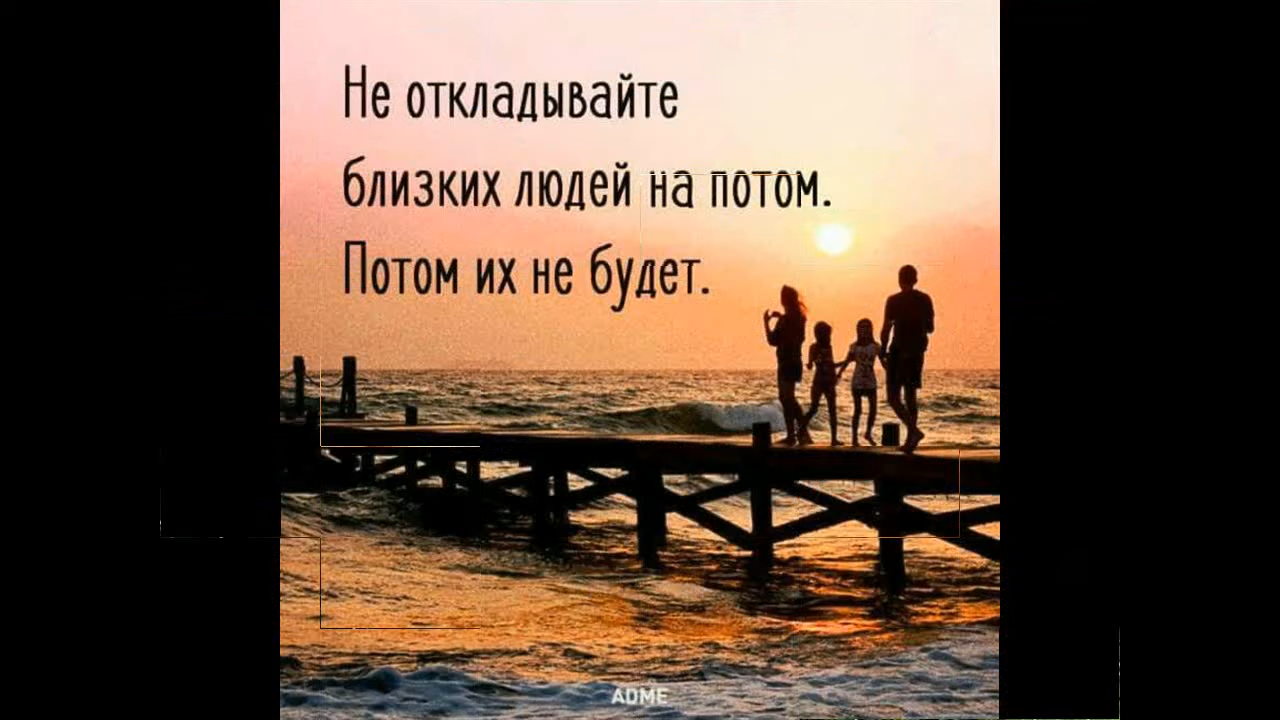 Не откладывайте
близких людей на потом.
Потом их не будет.
ADME